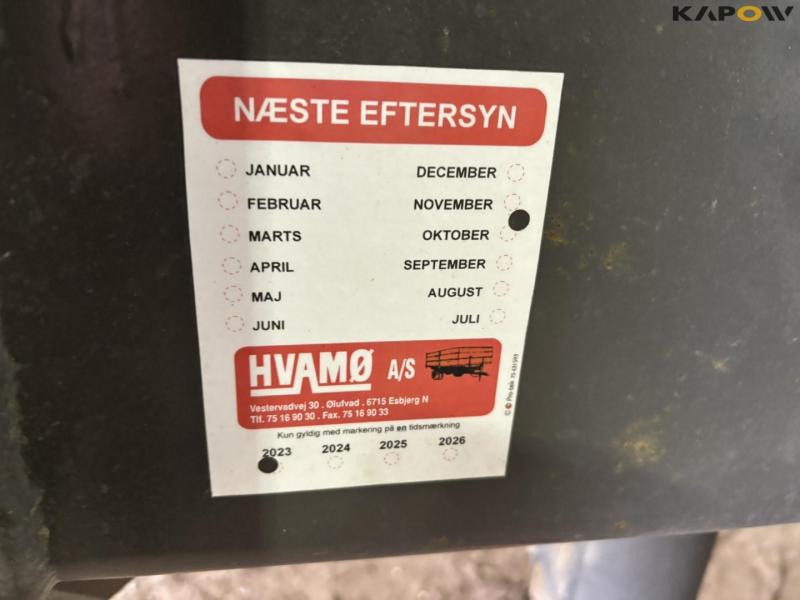 KAPOW
NÆSTE EFTERSYN
JANUAR
FEBRUAR
MARTS
APRIL
MAJ
JUNI
DECEMBER
NOVEMBER
OKTOBER
SEPTEMBER
AUGUST
JULI
HVAMØ A/S
Vestervadvej 30 . Ølufvad . 6715 Esbjerg N
Tlf. 75 16 90 30 . Fax. 75 16 90 33
Kun gyldig med markering på en tidsmærkning
2023 2024 2025 2026
© Pro-tek